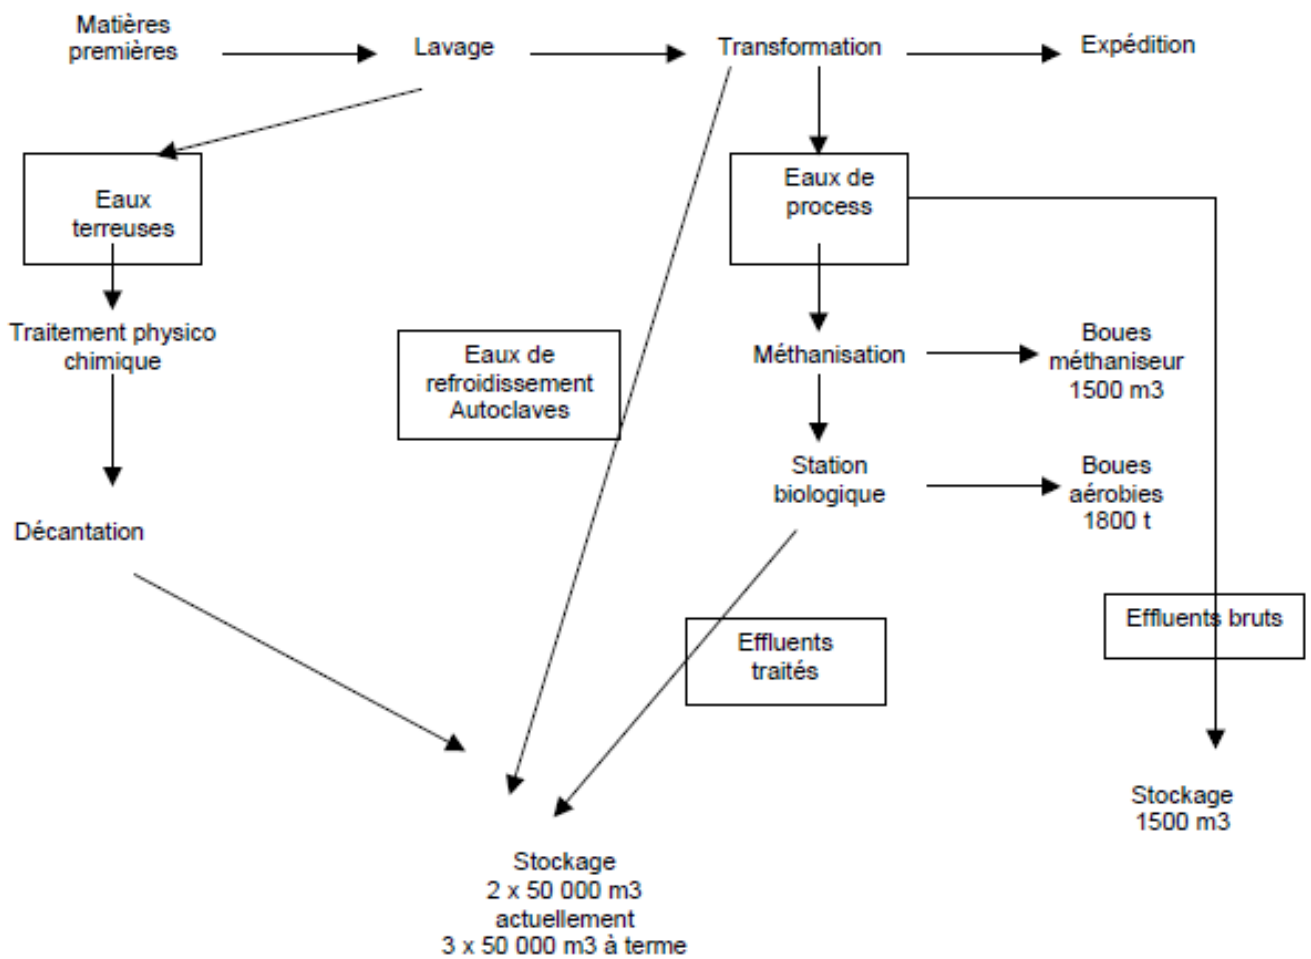 Matières
premières
Lavage
Transformation
Expédition
Eaux
terreuses
Eaux de
process
Traitement physico
chimique
Eaux de
refroidissement
Autoclaves
Méthanisation
Boues
méthaniseur
1500 m3
Station
biologique
Boues
aérobies
1800 t
Décantation
Effluents
traités
Effluents bruts
Stockage
1500 m3
Stockage
2 x 50 000 m3
actuellement
3 x 50 000 m3 à terme